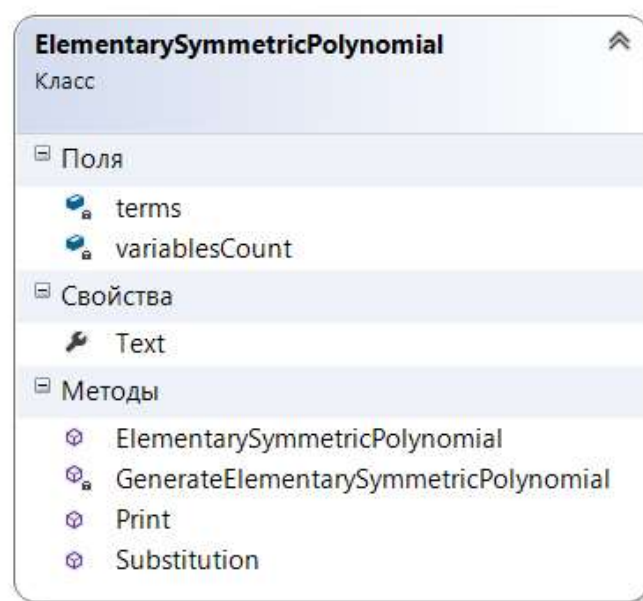 ElementarySymmetricPolynomial
Класс
Поля
terms
variablesCount
Свойства
Text
Методы
ElementarySymmetricPolynomial
GenerateElementarySymmetricPolynomial
Print
Substitution